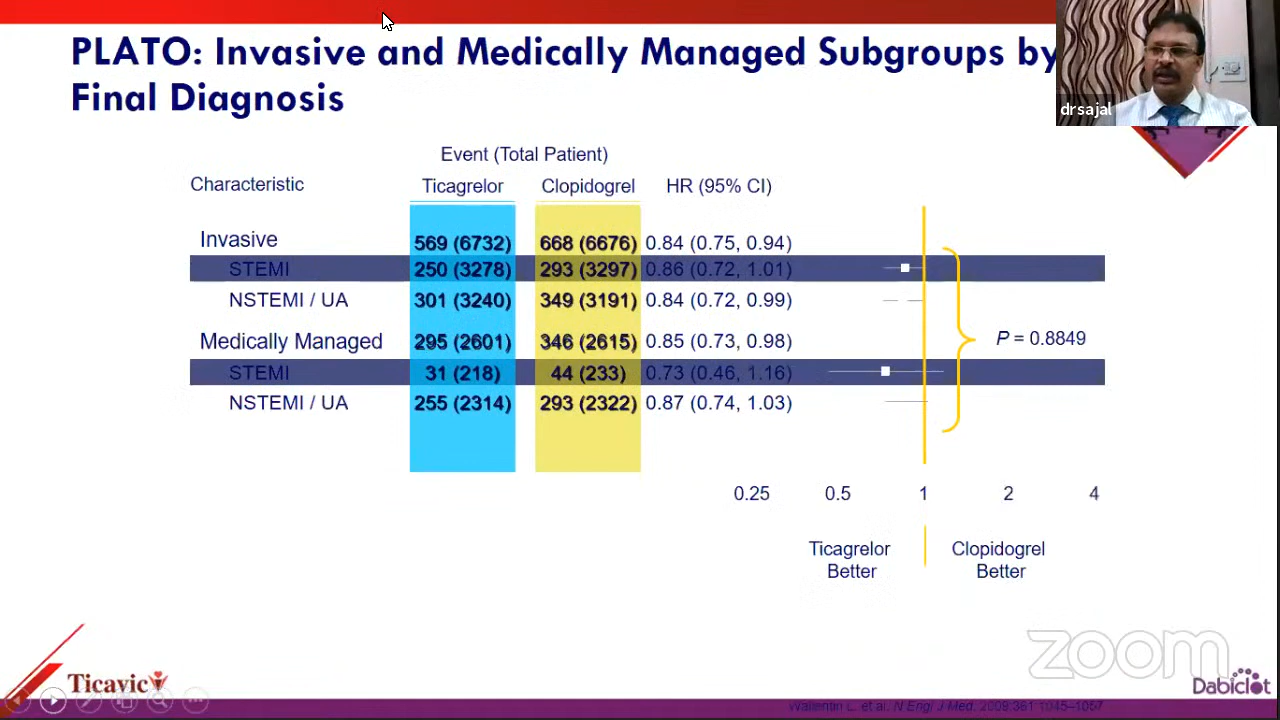 PLATO: Invasive and Medically Managed Subgroups by
Final Diagnosis
drsajal
Event (Total Patient)
Characteristic Ticagrelor Clopidogrel HR (95% CI)
Invasive 569 (6732) 668 (6676) 0.84 (0.75, 0.94)
STEMI 250 (3278) 293 (3297) 0.86 (0.72, 1.01)
NSTEMI / UA 301 (3240) 349 (3191) 0.84 (0.72, 0.99)
P = 0.8849
Medically Managed 295 (2601) 346 (2615) 0.85 (0.73, 0.98)
STEMI 31 (218) 44 (233) 0.73 (0.46, 1.16)
NSTEMI / UA 255 (2314) 293 (2322) 0.87 (0.74, 1.03)
0.25 0.5 1 2 4
Ticagrelor Clopidogrel
Better Better
zoom
Ticavic
Dabiclot
Wallentin L. et al. N Engl J Med. 2009;361:1045–1057